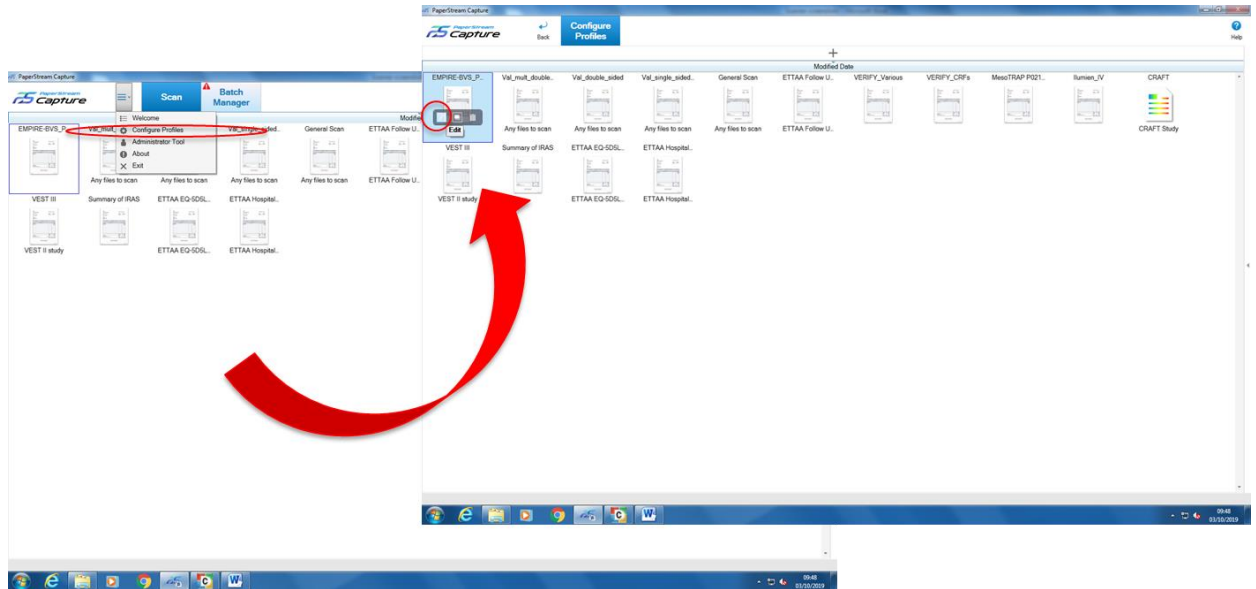 PaperStream Capture
PaperStream
Capture
Scan
Batch
Manager
Welcome
Configure Profiles
Administrator Tool
About
Exit
EMPIRE-BVS_P..
General Scan
ETTAA Follow U..
Any files to scan
Any files to scan
Any files to scan
Any files to scan
ETTAA Follow U..
VEST III
Summary of IRAS
ETTAA EQ-5D5L..
ETTAA Hospital..
VEST II study
ETTAA EQ-5D5L..
ETTAA Hospital..
09:48
03/10/2019
PaperStream Capture
PaperStream
Capture
Back
Configure
Profiles
Help
Modified Date
EMPIRE-BVS_P..
Val_mult_double..
Val_double_sided
Val_single_sided..
General Scan
ETTAA Follow U..
VERIFY_Various
VERIFY_CRFs
MesoTRAP P021..
Ilumien_IV
CRAFT
Edit
Any files to scan
Any files to scan
Any files to scan
Any files to scan
ETTAA Follow U..
CRAFT Study
VEST III
Summary of IRAS
ETTAA EQ-5D5L..
ETTAA Hospital..
VEST II study
ETTAA EQ-5D5L..
ETTAA Hospital..
09:48
03/10/2019